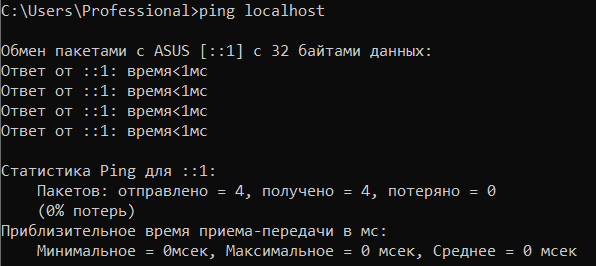 C:\Users\Professional>ping localhost
Обмен пакетами с ASUS [::1] с 32 байтами данных:
Ответ от ::1: время<1мс
Ответ от ::1: время<1мс
Ответ от ::1: время<1мс
Ответ от ::1: время<1мс
Статистика Ping для ::1:
Пакетов: отправлено = 4, получено = 4, потеряно = 0
(0% потерь)
Приблизительное время приема-передачи в мс:
Минимальное = 0мсек, Максимальное = 0 мсек, Среднее = 0 мсек